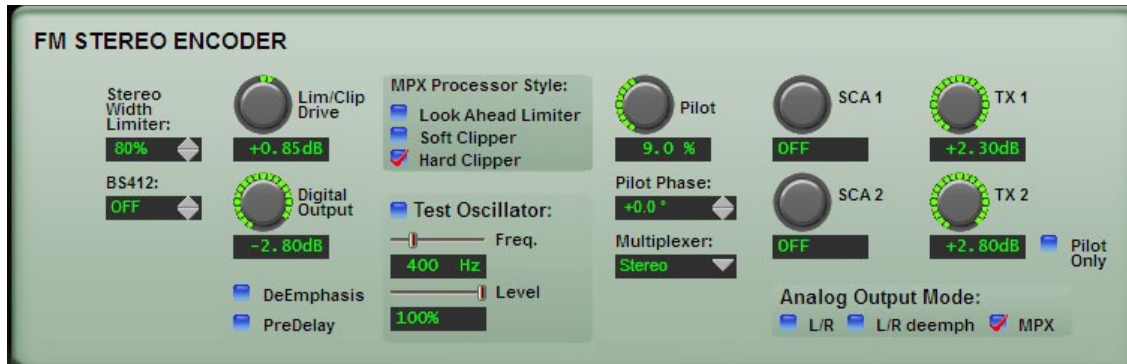 FM STEREO ENCODER
Stereo
Width
Limiter:
80%
BS412:
OFF
Lim/Clip
Drive
+0.85dB
Digital
Output
-2.80dB
DeEmphasis
PreDelay
MPX Processor Style:
Look Ahead Limiter
Soft Clipper
Hard Clipper
Test Oscillator:
Freq.
400 Hz
Level
100%
Pilot
9.0 %
Pilot Phase:
+0.0 °
Multiplexer:
Stereo
SCA 1
OFF
SCA 2
OFF
TX 1
+2.30dB
TX 2
+2.80dB
Pilot
Only
Analog Output Mode:
L/R L/R deemph MPX